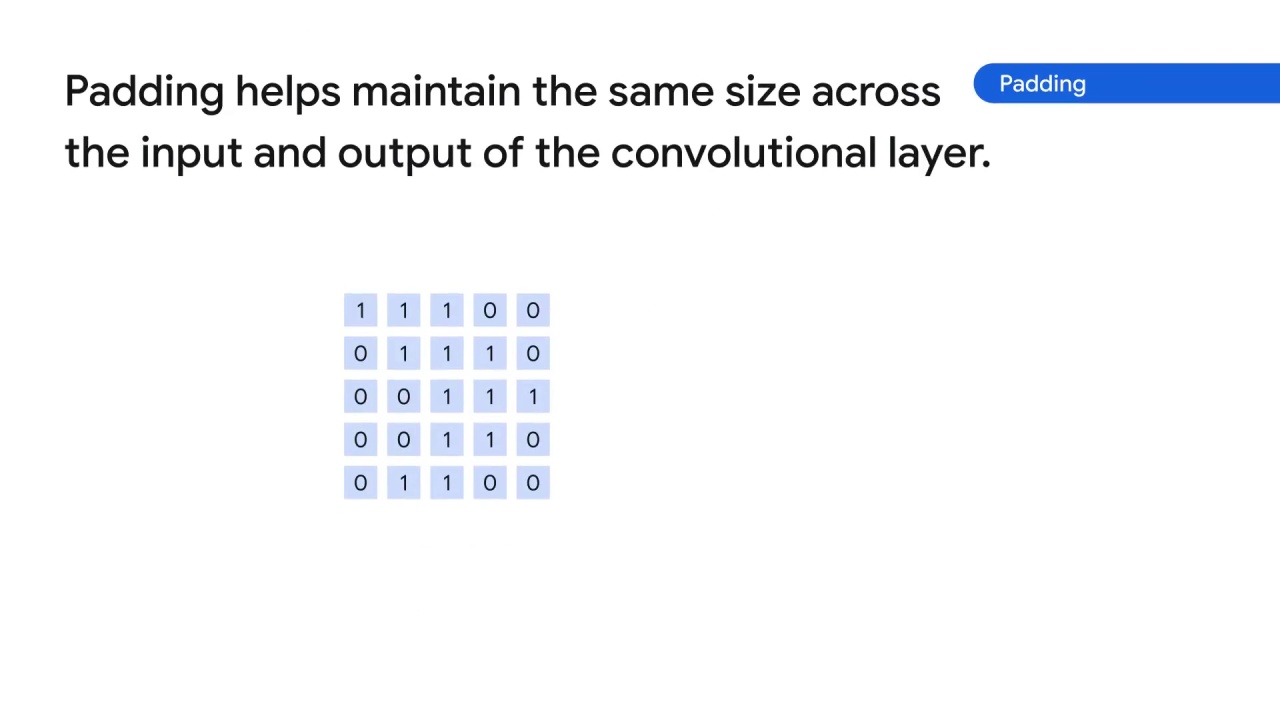 Padding helps maintain the same size across
the input and output of the convolutional layer.
Padding
1 1 1 0 0
0 1 1 1 0
0 0 1 1 1
0 0 1 1 0
0 1 1 0 0